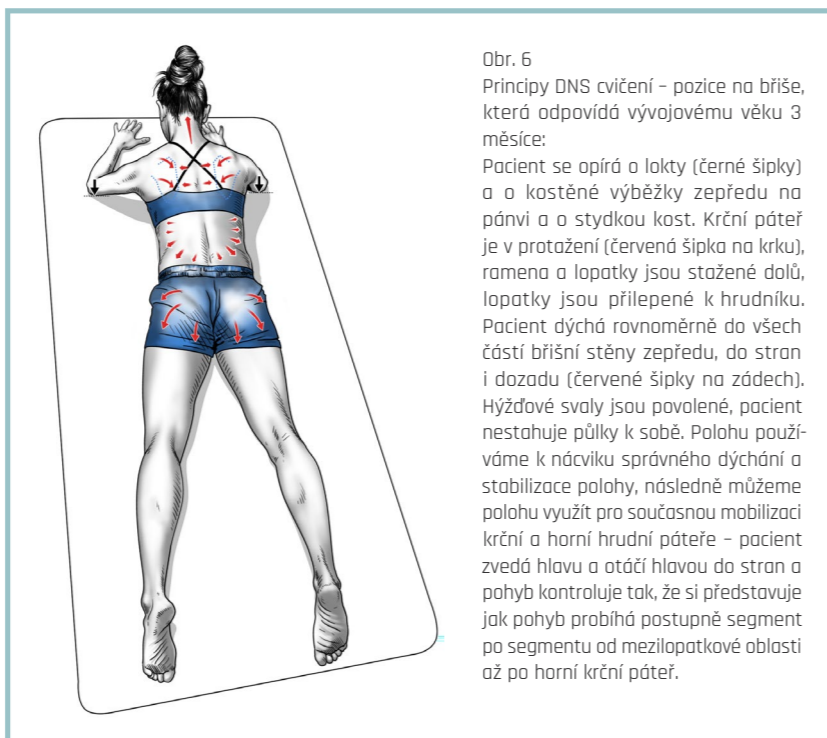 Obr. 6
Principy DNS cvičení – pozice na břiše,
která odpovídá vývojovému věku 3
měsíce:
Pacient se opírá o lokty (černé šipky)
a o kostěné výběžky zepředu na
pánvi a o stydkou kost. Krční páteř
je v protažení (červená šipka na krku),
ramena a lopatky jsou stažené dolů,
lopatky jsou přilepené k hrudníku.
Pacient dýchá rovnoměrně do všech
částí břišní stěny zepředu, do stran
i dozadu (červené šipky na zádech).
Hýžďové svaly jsou povolené, pacient
nestahuje půlky k sobě. Polohu použí-
váme k nácviku správného dýchání a
stabilizace polohy, následně můžeme
polohu využít pro současnou mobilizaci
krční a horní hrudní páteře – pacient
zvedá hlavu a otáčí hlavou do stran a
pohyb kontroluje tak, že si představuje
jak pohyb probíhá postupně segment
po segmentu od mezilopatkové oblasti
až po horní krční páteř.